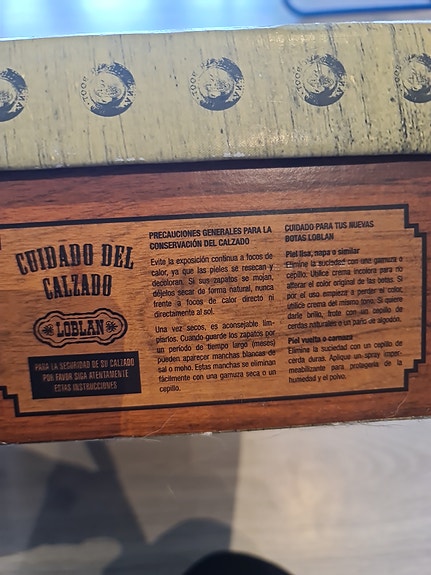 CUIDADO DEL
CALZADO
LOBLAN
PARA LA SEGURIDAD DE SU CALZADO
POR FAVOR SIGA ATENTAMENTE
ESTAS INSTRUCCIONES
PRECAUCIONES GENERALES PARA LA
CONSERVACIÓN DEL CALZADO
Evite la exposición continua a focos de
calor, ya que las pieles se resecan y
decoloran. Si sus zapatos se mojan,
déjelos secar de forma natural, nunca
frente a focos de calor directo ni
directamente al sol.
Una vez secos, es aconsejable lim-
piarlos. Cuando guarde los zapatos por
un período de tiempo largo (meses)
pueden aparecer manchas blancas de
sal o moho. Estas manchas se eliminan
fácilmente con una gamuza seca o un
cepillo.
CUIDADO PARA TUS NUEVAS
BOTAS LOBLAN
Piel lisa, napa o similar
Elimine la suciedad con una gamuza o
cepillo. Utilice crema incolora para no
alterar el color original de las botas. Si
por el uso empieza a perder el color,
utilice crema del mismo tono. Si quiere
darle brillo, frote con un cepillo de
cerdas naturales o un paño de algodón.
Piel vuelta o carnaza
Elimine la suciedad con un cepillo de
cerda duras. Aplique un spray imper-
meabilizante para protegerla de la
humedad y el polvo.